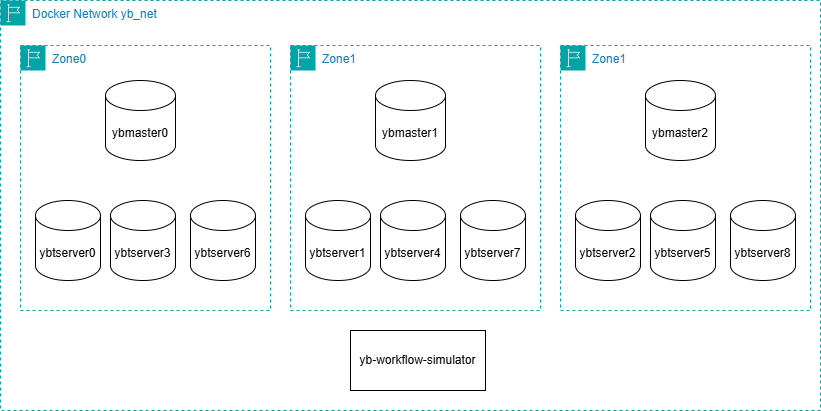 Docker Network yb_net
Zone0
Zone1
Zone1
ybmaster0
ybmaster1
ybmaster2
ybtserver0
ybtserver3
ybtserver6
ybtserver1
ybtserver4
ybtserver7
ybtserver2
ybtserver5
ybtserver8
yb-workflow-simulator